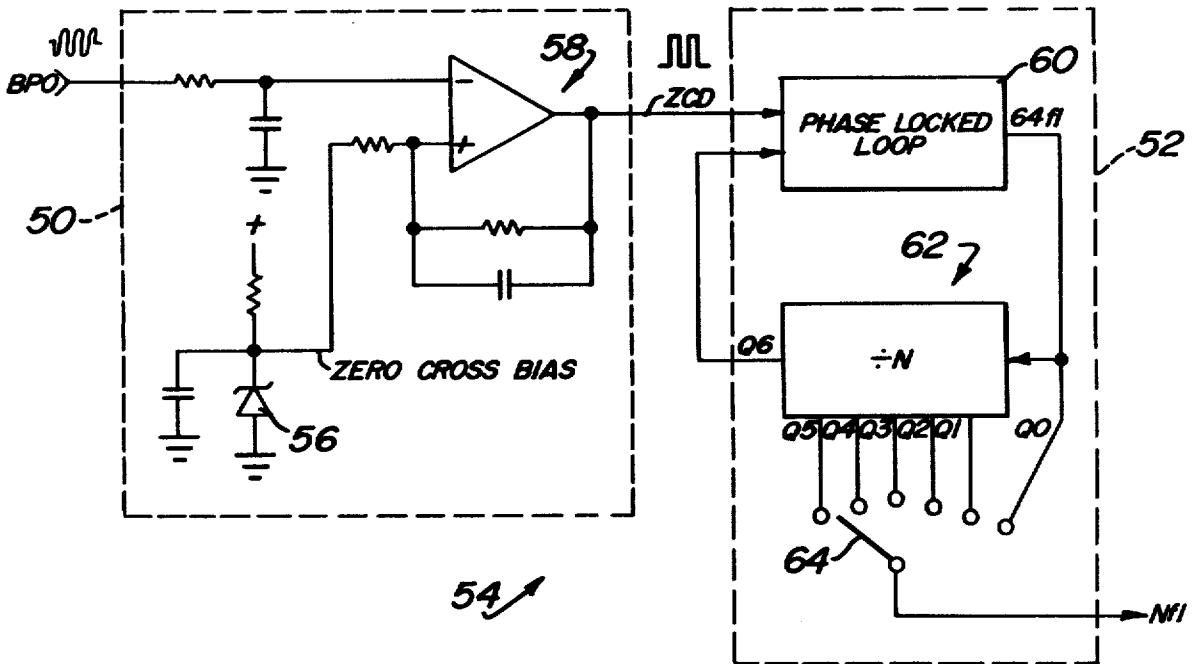 58
60
BPO
ZCD
64f1
PHASE LOCKED
LOOP
52
-
+
50
+
62
Q6
÷N
ZERO CROSS BIAS
56
Q5 Q4 Q3 Q2 Q1
Q0
64
54
Nf1